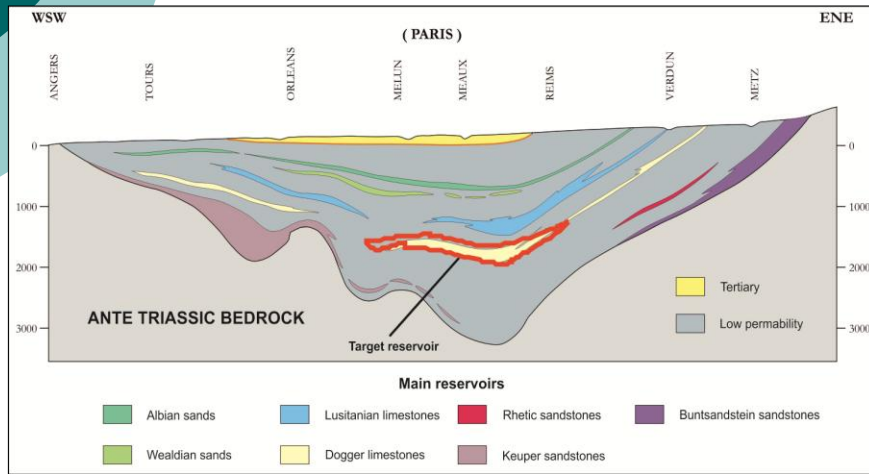 WSW
ENE
( PARIS )
ANGERS
TOURS
ORLEANS
MELUN
MEAUX
REIMS
VERDUN
METZ
0
0
1000
1000
2000
2000
3000
3000
Tertiary
Low permability
ANTE TRIASSIC BEDROCK
Target reservoir
Main reservoirs
Albian sands
Lusitanian limestones
Rhetic sandstones
Buntsandstein sandstones
Wealdian sands
Dogger limestones
Keuper sandstones